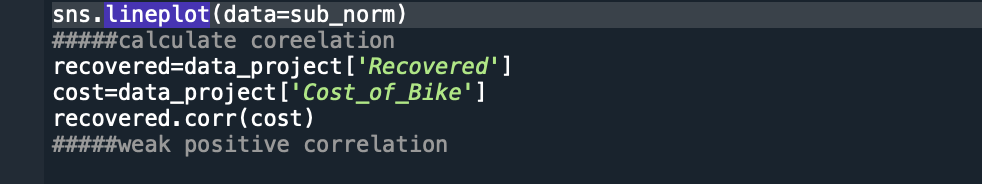 sns.lineplot(data=sub_norm)
#####calculate coreelation
recovered=data_project['Recovered']
cost=data_project['Cost_of_Bike']
recovered.corr(cost)
#####weak positive correlation